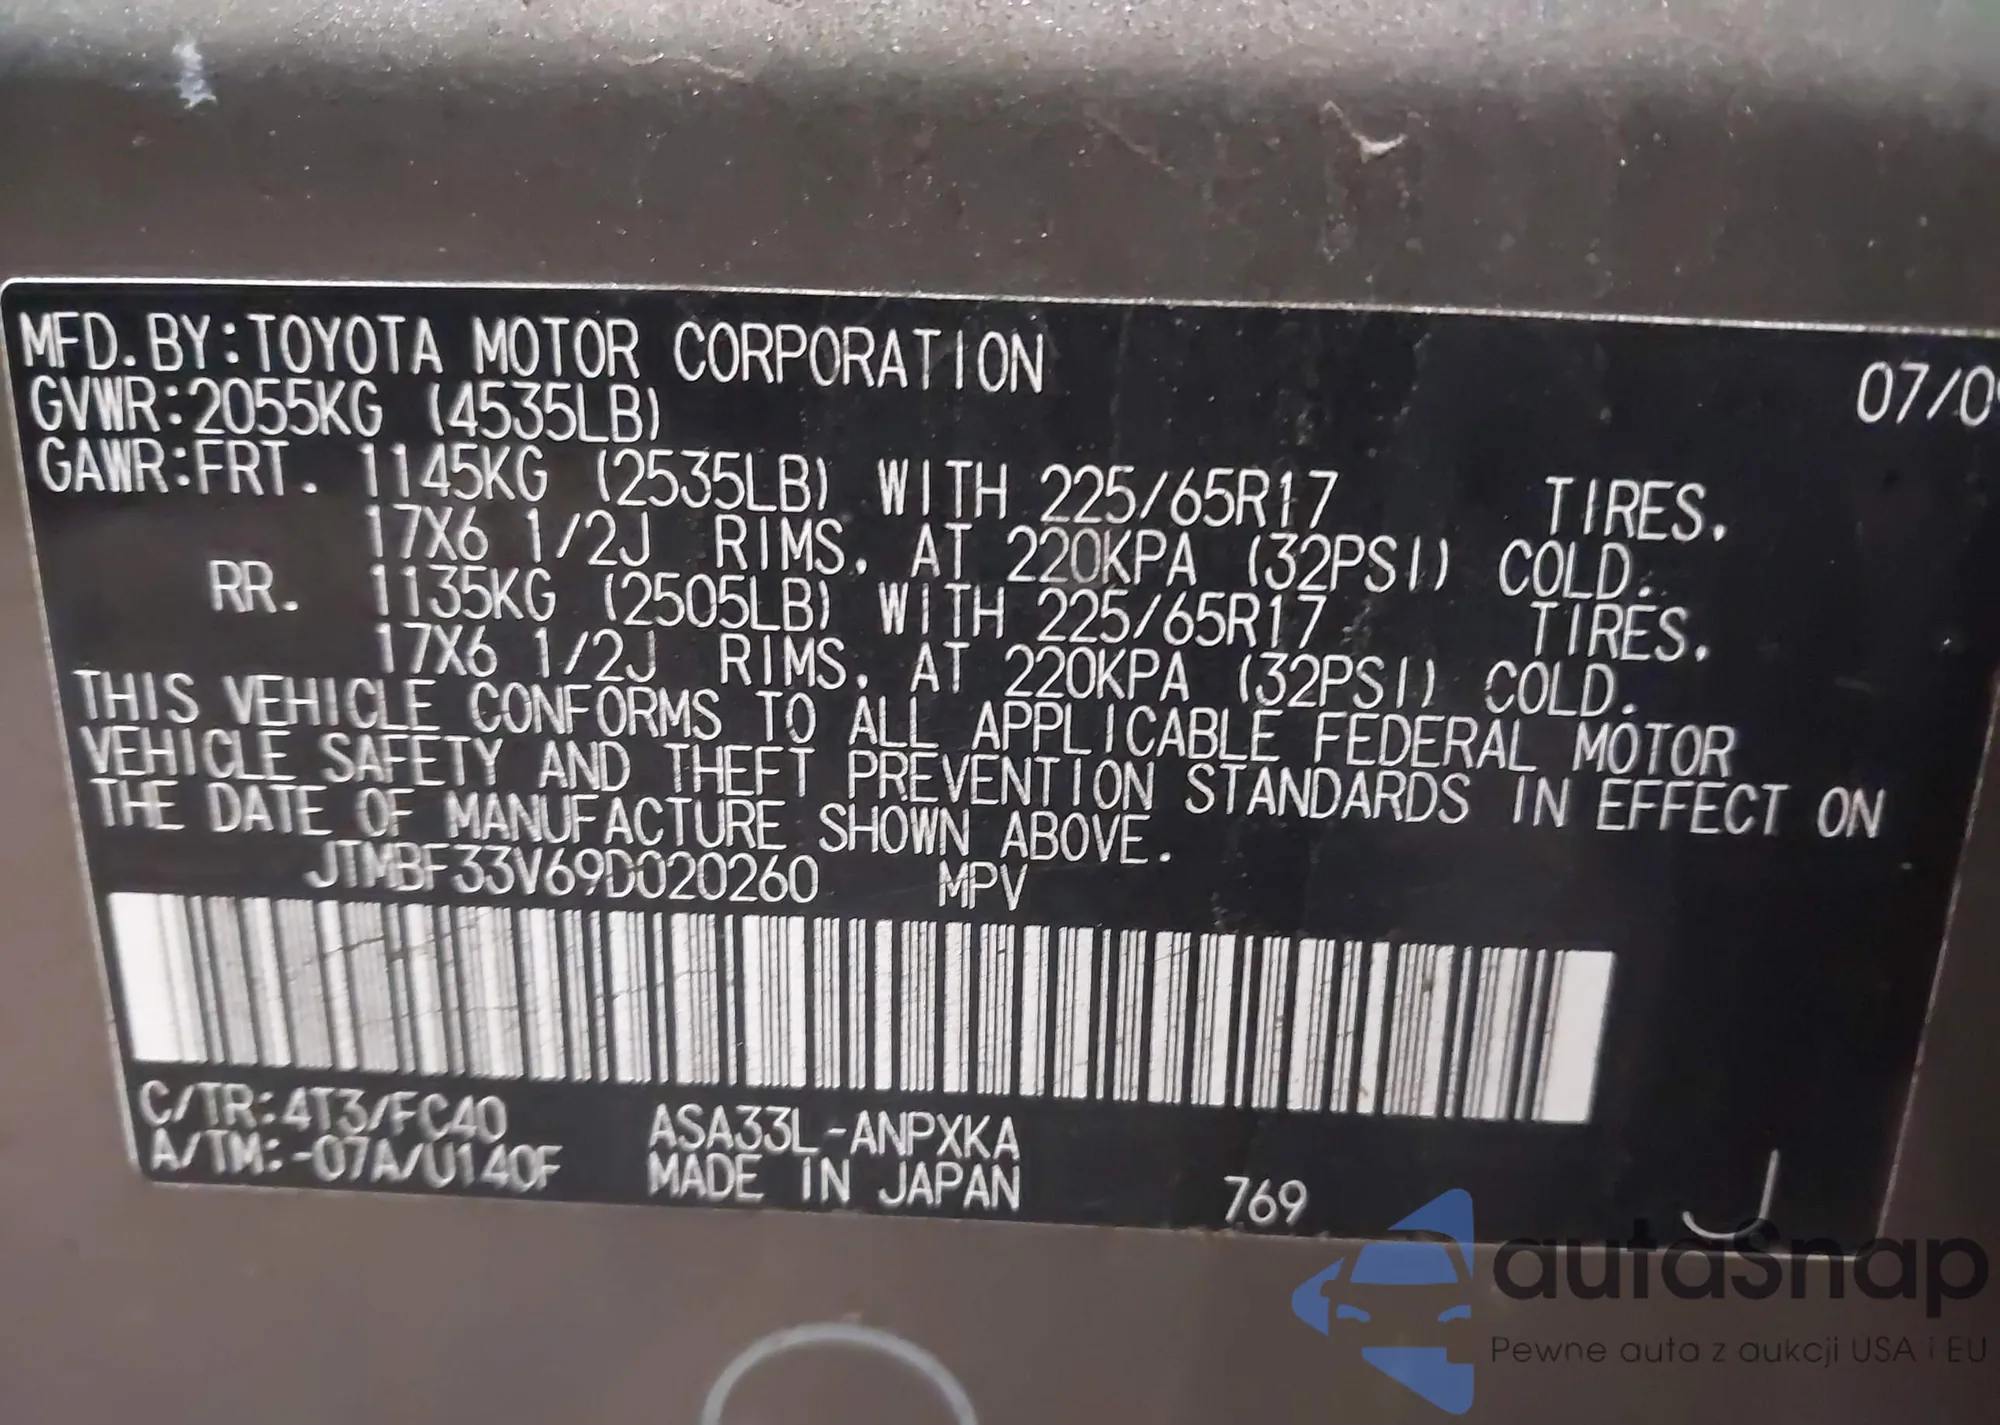 MFD.BY:TOYOTA MOTOR CORPORATION 07/09
GVWR:2055KG (4535LB)
GAWR:FRT. 1145KG (2535LB) WITH 225/65R17 TIRES,
17X6 1/2J RIMS, AT 220KPA (32PSI) COLD.
RR. 1135KG (2505LB) WITH 225/65R17 TIRES,
17X6 1/2J RIMS, AT 220KPA (32PSI) COLD.
THIS VEHICLE CONFORMS TO ALL APPLICABLE FEDERAL MOTOR
VEHICLE SAFETY AND THEFT PREVENTION STANDARDS IN EFFECT ON
THE DATE OF MANUFACTURE SHOWN ABOVE.
JTMBF33V69D020260 MPV
C/TR:4T3/FC40 ASA33L-ANPXKA
A/TM:-07A/U140F MADE IN JAPAN 769
autaSnap
Pewne auta z aukcji USA i EU